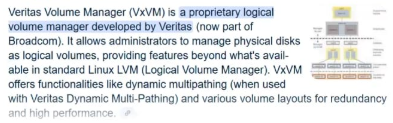 Veritas Volume Manager (VxVM) is a proprietary logical
volume manager developed by Veritas (now part of
Broadcom). It allows administrators to manage physical disks
as logical volumes, providing features beyond what's avail-
able in standard Linux LVM (Logical Volume Manager). VxVM
offers functionalities like dynamic multipathing (when used
with Veritas Dynamic Multi-Pathing) and various volume layouts for redundancy
and high performance.